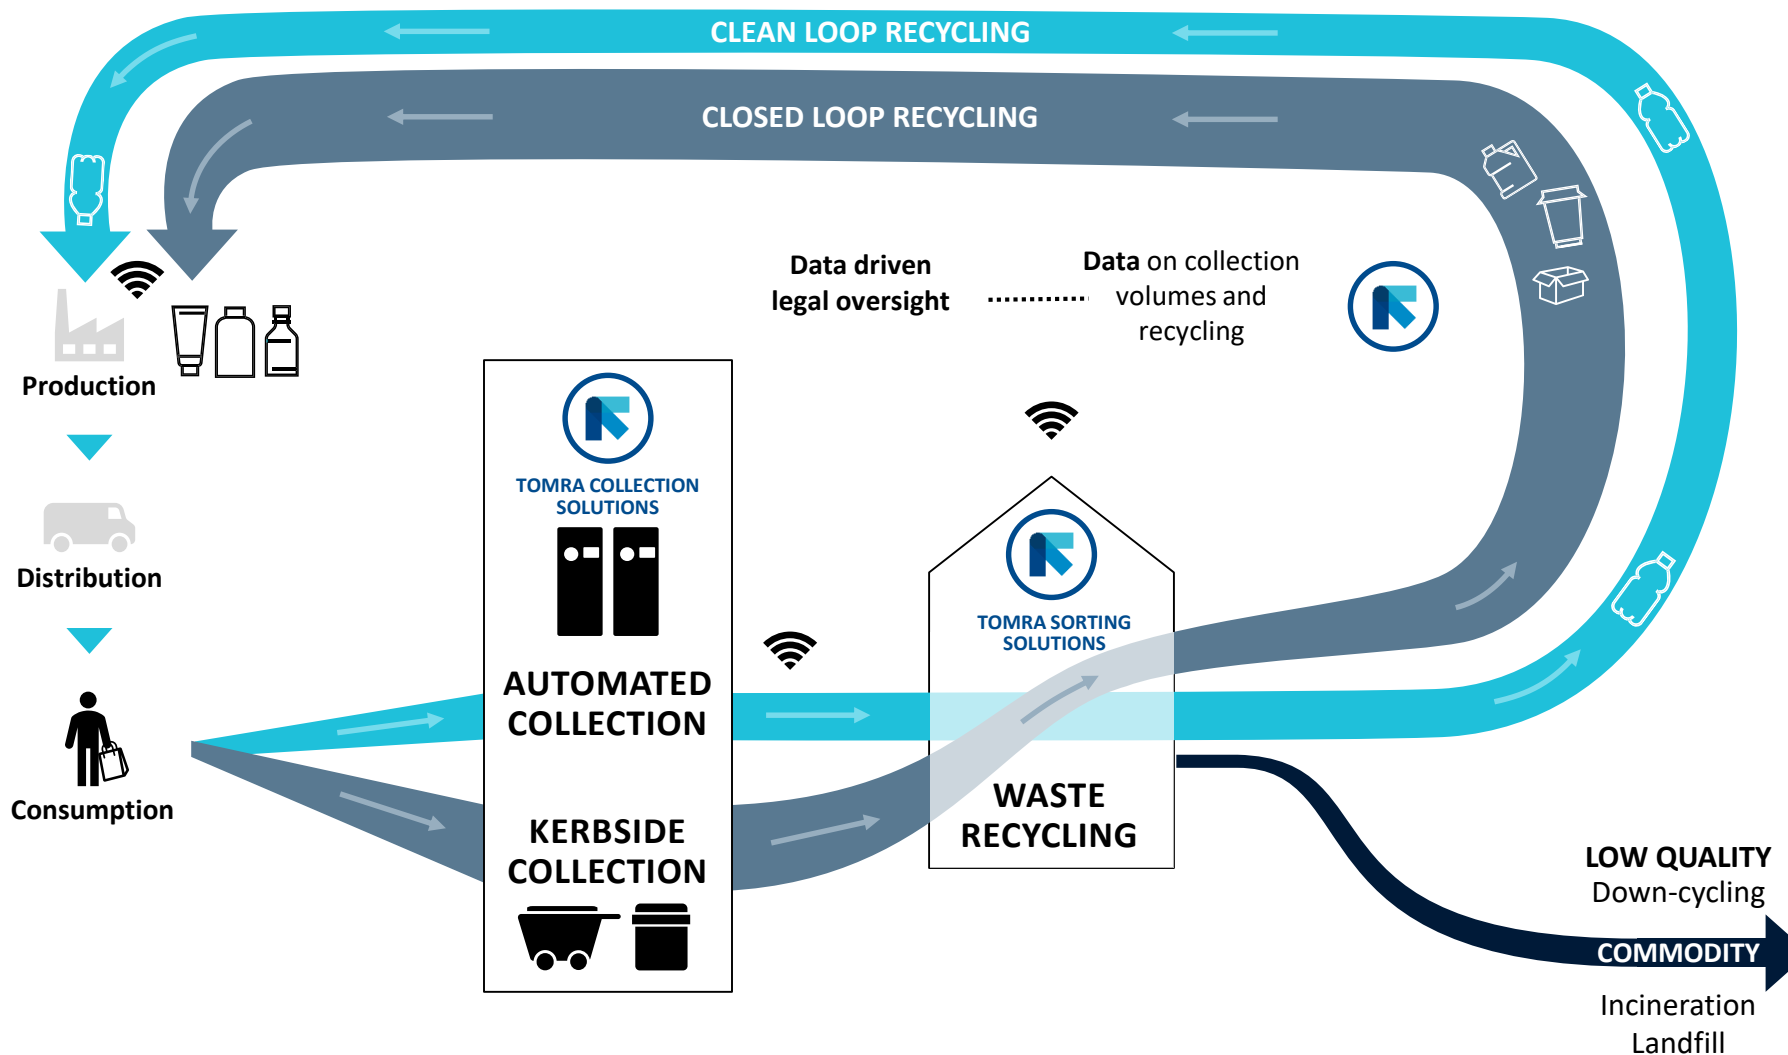 CLEAN LOOP RECYCLING
CLOSED LOOP RECYCLING
Data driven
legal oversight
Data on collection
volumes and
recycling
Production
Distribution
Consumption
TOMRA COLLECTION
SOLUTIONS
AUTOMATED
COLLECTION
KERBSIDE
COLLECTION
TOMRA SORTING
SOLUTIONS
WASTE
RECYCLING
LOW QUALITY
Down-cycling
COMMODITY
Incineration
Landfill